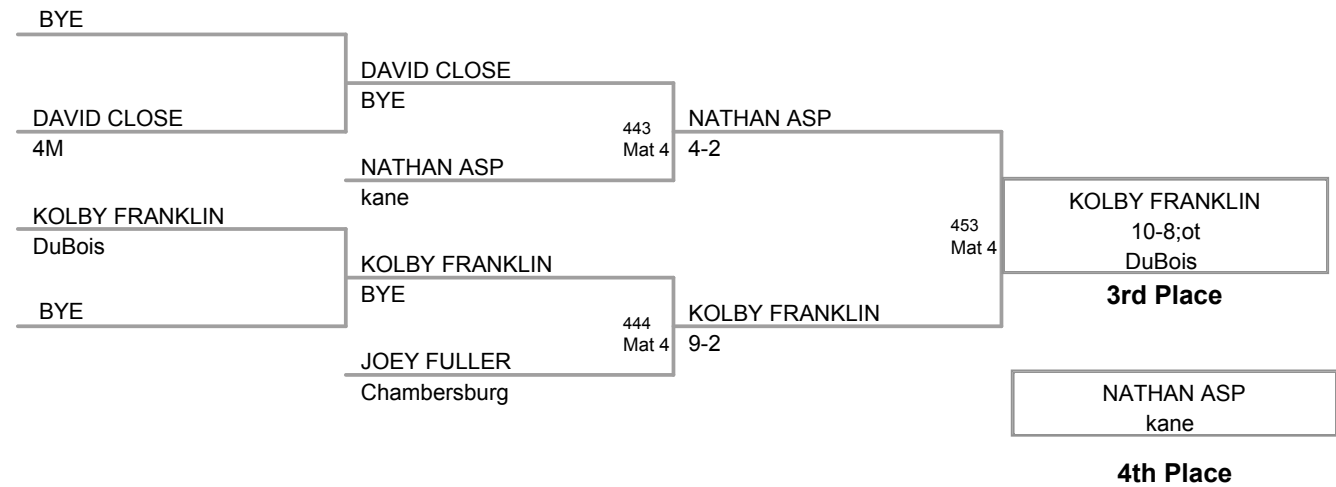 BYE
DAVID CLOSE
4M
KOLBY FRANKLIN
DuBois
BYE
DAVID CLOSE
BYE
NATHAN ASP
kane
KOLBY FRANKLIN
BYE
JOEY FULLER
Chambersburg
443
Mat 4
NATHAN ASP
4-2
444
Mat 4
KOLBY FRANKLIN
9-2
453
Mat 4
KOLBY FRANKLIN
10-8;ot
DuBois
3rd Place
NATHAN ASP
kane
4th Place